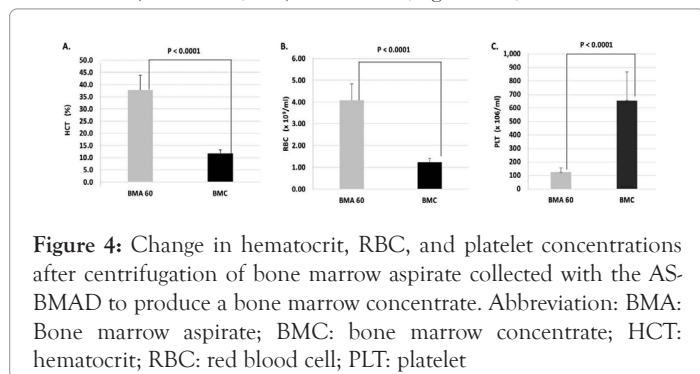 A.
P < 0.0001
50.0
45.0
40.0
35.0
30.0
25.0
20.0
15.0
10.0
5.0
0.0
HCT
(%)
BMA 60
BMC
B.
P < 0.0001
6.00
5.00
4.00
3.00
2.00
1.00
0.00
RBC
(x 10⁹/ml)
BMA 60
BMC
C.
P < 0.0001
1,000
900
800
700
600
500
400
300
200
100
0
PLT
(x 106/ml)
BMA 60
BMC
Figure 4: Change in hematocrit, RBC, and platelet concentrations
after centrifugation of bone marrow aspirate collected with the AS-
BMAD to produce a bone marrow concentrate. Abbreviation: BMA:
Bone marrow aspirate; BMC: bone marrow concentrate; HCT:
hematocrit; RBC: red blood cell; PLT: platelet